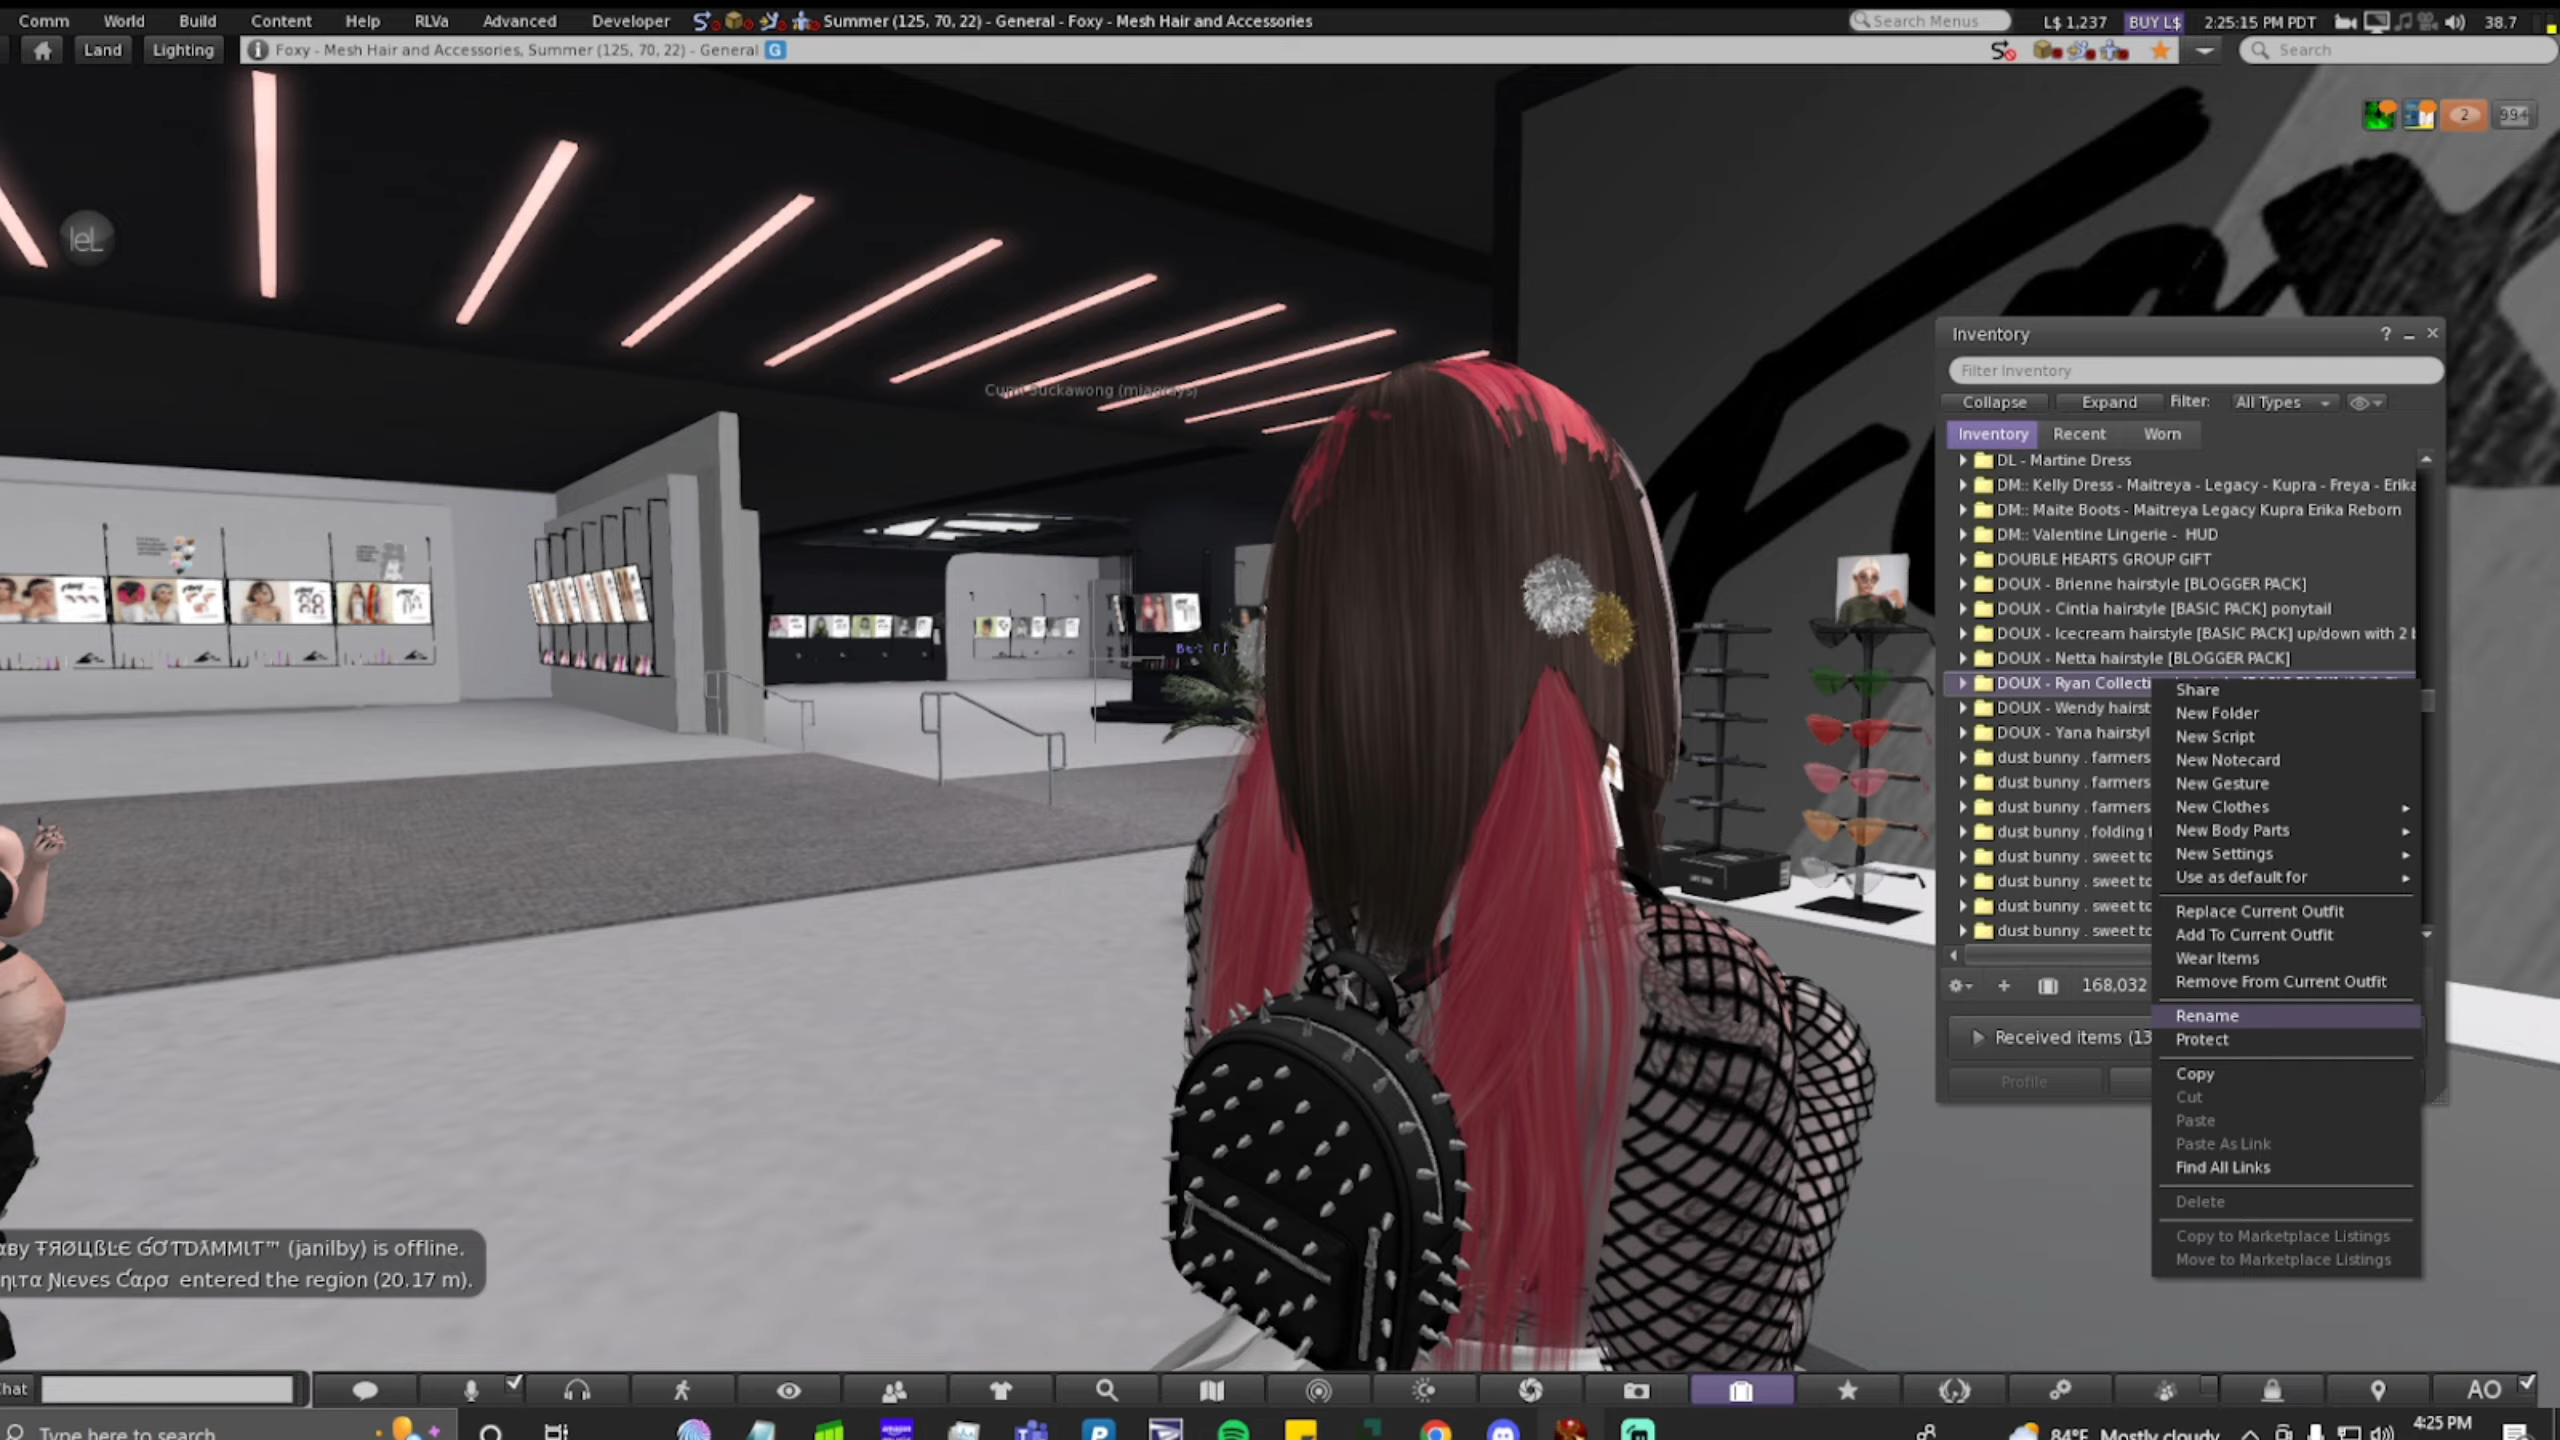 Comm World Build Content Help RLVa Advanced Developer Summer (125, 70, 22) - General - Foxy - Mesh Hair and Accessories Search Menus L$ 1,237 BUY L$ 2:25:15 PM PDT 38.7
Land Lighting Foxy - Mesh Hair and Accessories, Summer (125, 70, 22) - General G Search
2 99+
leL
Inventory
Filter Inventory
Collapse Expand Filter: All Types
Inventory Recent Worn
DL - Martine Dress
DM:: Kelly Dress - Maitreya - Legacy - Kupra - Freya - Erika
DM:: Maite Boots - Maitreya Legacy Kupra Erika Reborn
DM:: Valentine Lingerie - HUD
DOUBLE HEARTS GROUP GIFT
DOUX - Brienne hairstyle [BLOGGER PACK]
DOUX - Cintia hairstyle [BASIC PACK] ponytail
DOUX - Icecream hairstyle [BASIC PACK] up/down with 2
DOUX - Netta hairstyle [BLOGGER PACK]
DOUX - Ryan Collecti
DOUX - Wendy hairst
DOUX - Yana hairstyl
dust bunny . farmers
dust bunny . farmers
dust bunny . farmers
dust bunny . folding
dust bunny . sweet to
dust bunny . sweet to
dust bunny . sweet to
dust bunny . sweet to
168,032
Received items (13
Profile
Share
New Folder
New Script
New Notecard
New Gesture
New Clothes
New Body Parts
New Settings
Use as default for
Replace Current Outfit
Add To Current Outfit
Wear Items
Remove From Current Outfit
Rename
Protect
Copy
Cut
Paste
Paste As Link
Find All Links
Delete
Copy to Marketplace Listings
Move to Marketplace Listings
(janilby) is offline.
entered the region (20.17 m).
hat AO
Type here to search 84°F Mostly cloudy 4:25 PM